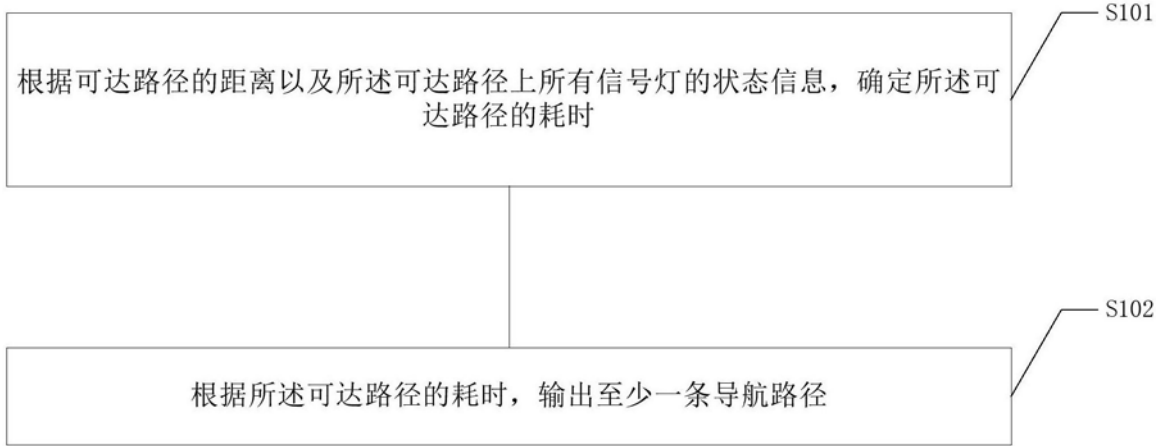 S101
根据可达路径的距离以及所述可达路径上所有信号灯的状态信息，确定所述可
达路径的耗时
S102
根据所述可达路径的耗时，输出至少一条导航路径